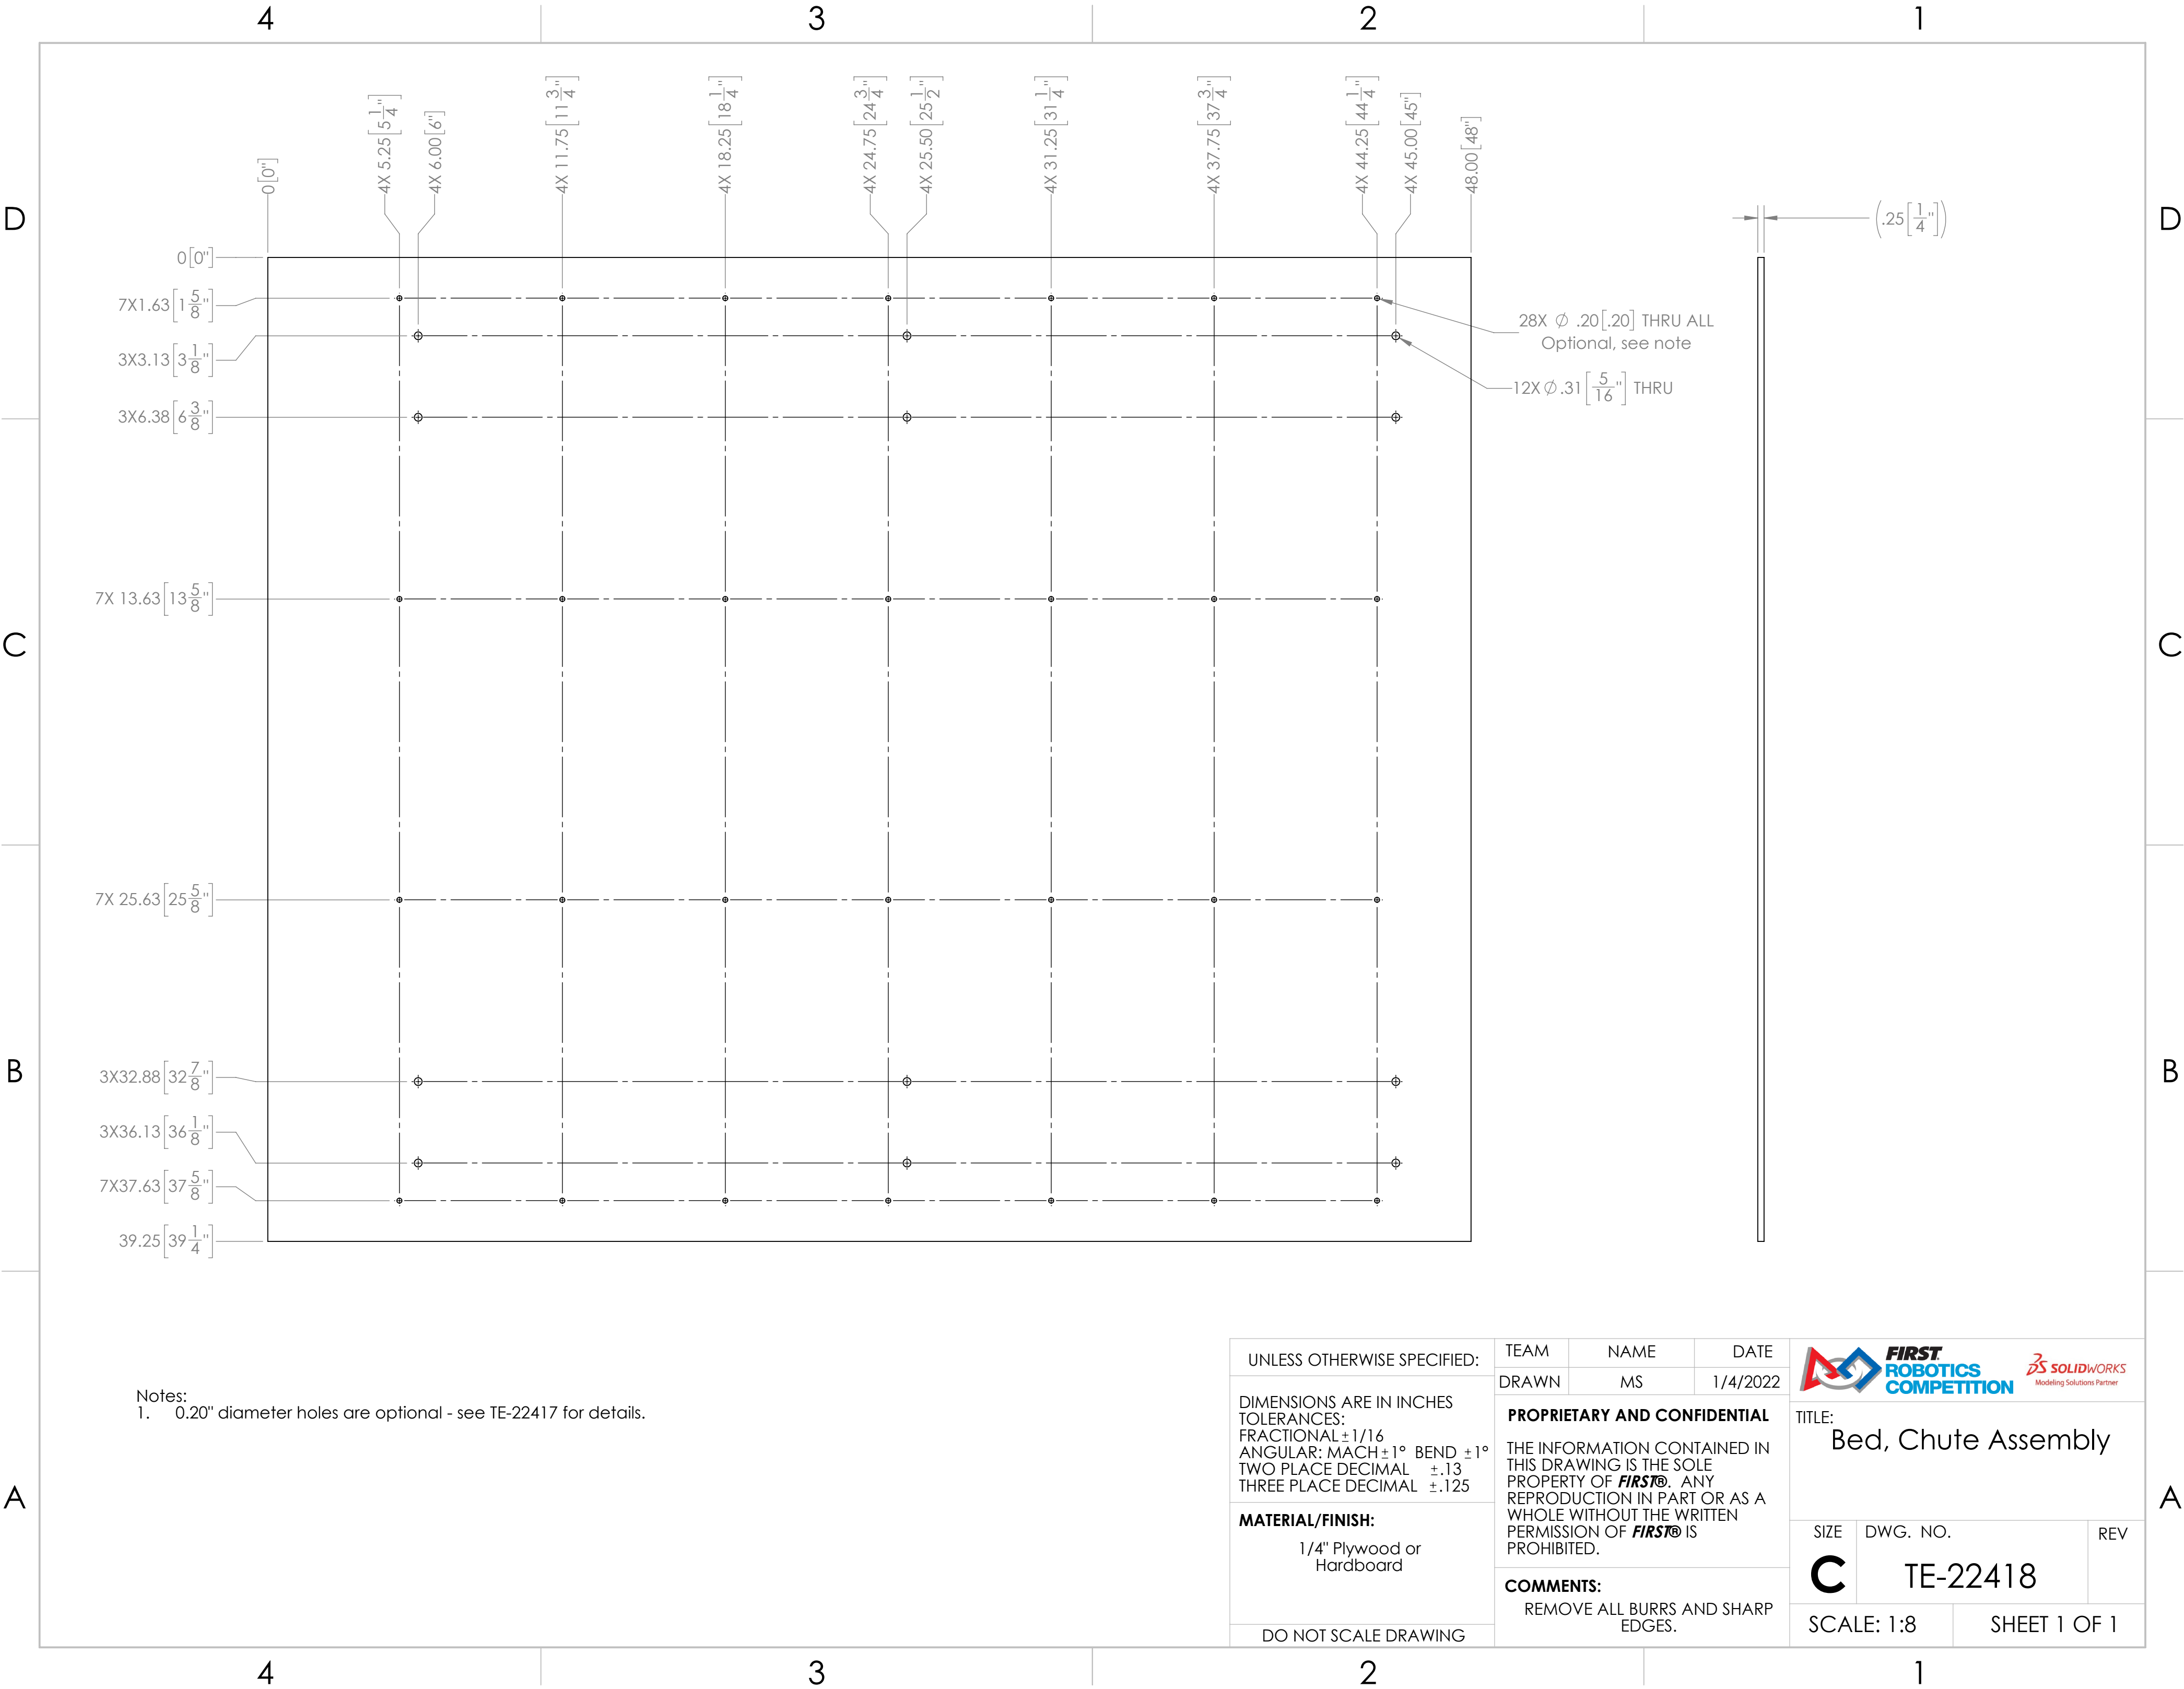 4 3 2 1
0[0"]
4X 5.25[5 1/4"]
4X 6.00[6"]
4X 11.75[11 3/4"]
4X 18.25[18 1/4"]
4X 24.75[24 3/4"]
4X 25.50[25 1/2"]
4X 31.25[31 1/4"]
4X 37.75[37 3/4"]
4X 44.25[44 1/4"]
4X 45.00[45"]
48.00[48"]
D
D
(.25[1/4"])
0[0"]
7X1.63[1 5/8"]
3X3.13[3 1/8"]
3X6.38[6 3/8"]
28X ∅ .20[.20] THRU ALL
Optional, see note
12X ∅.31[5/16"] THRU
7X 13.63[13 5/8"]
C
C
7X 25.63[25 5/8"]
B
B
3X32.88[32 7/8"]
3X36.13[36 1/8"]
7X37.63[37 5/8"]
39.25[39 1/4"]
Notes:
1. 0.20" diameter holes are optional - see TE-22417 for details.
A
A
UNLESS OTHERWISE SPECIFIED:
DIMENSIONS ARE IN INCHES
TOLERANCES:
FRACTIONAL±1/16
ANGULAR: MACH±1° BEND ±1°
TWO PLACE DECIMAL ±.13
THREE PLACE DECIMAL ±.125
MATERIAL/FINISH:
1/4" Plywood or
Hardboard
DO NOT SCALE DRAWING
TEAM NAME DATE
DRAWN MS 1/4/2022
PROPRIETARY AND CONFIDENTIAL
THE INFORMATION CONTAINED IN
THIS DRAWING IS THE SOLE
PROPERTY OF FIRST®. ANY
REPRODUCTION IN PART OR AS A
WHOLE WITHOUT THE WRITTEN
PERMISSION OF FIRST® IS
PROHIBITED.
COMMENTS:
REMOVE ALL BURRS AND SHARP
EDGES.
FIRST
ROBOTICS
COMPETITION
SOLIDWORKS
Modeling Solutions Partner
TITLE:
Bed, Chute Assembly
SIZE DWG. NO. REV
C TE-22418
SCALE: 1:8 SHEET 1 OF 1
4 3 2 1